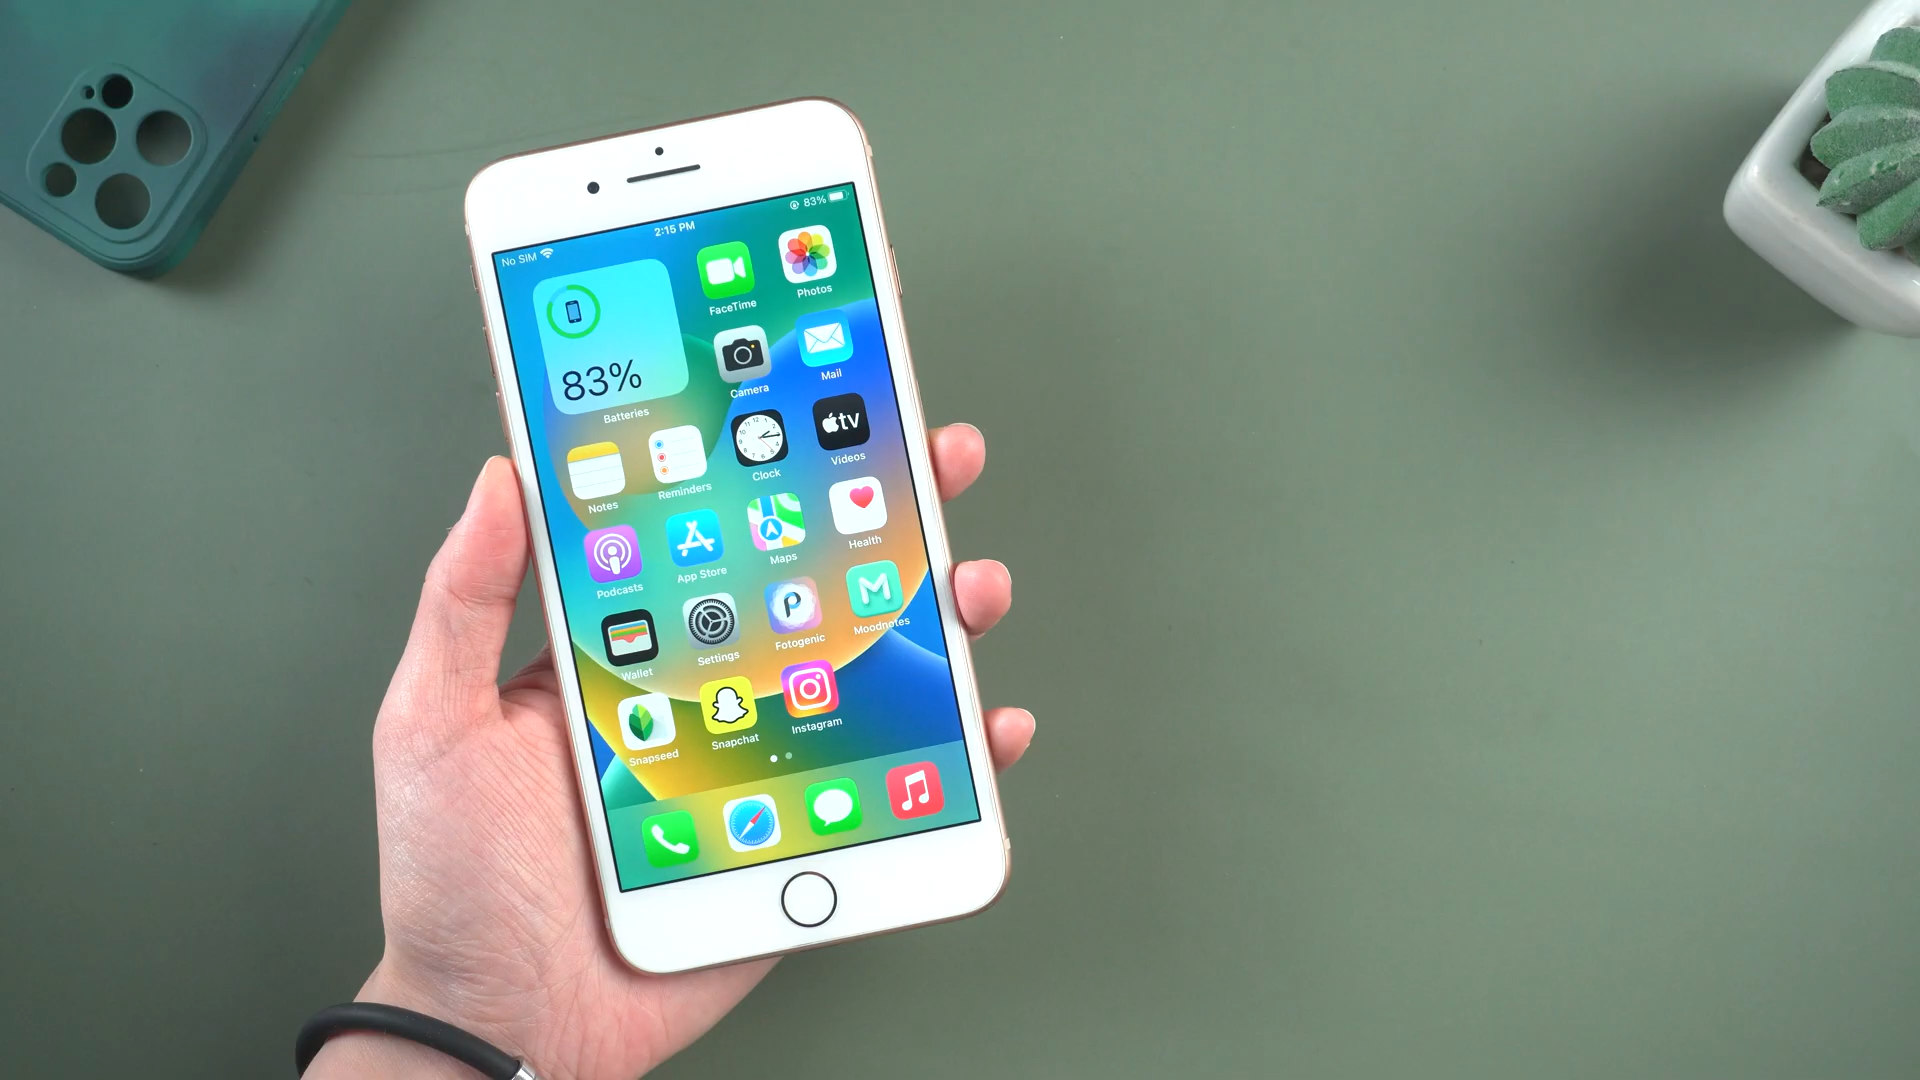 No SIM
2:15 PM
83%
83%
Batteries
FaceTime
Photos
Camera
Mail
Notes
Reminders
Clock
tv
Videos
Podcasts
App Store
Maps
Health
Wallet
Settings
P
Fotogenic
M
Moodnotes
Snapseed
Snapchat
Instagram